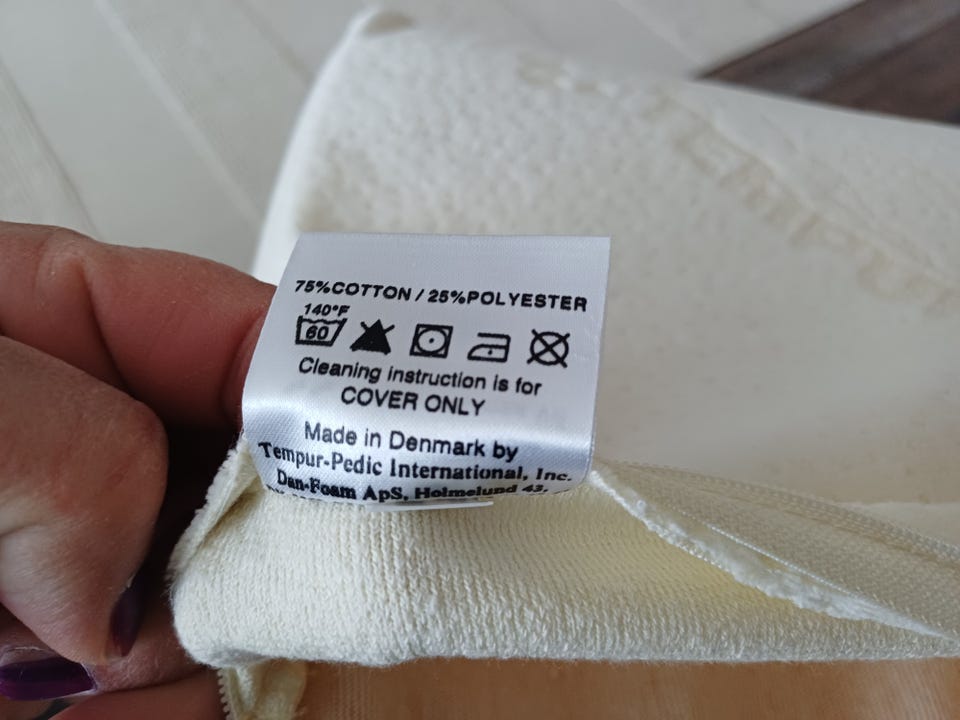 75%COTTON / 25%POLYESTER
140°F
60
Cleaning instruction is for
COVER ONLY
Made in Denmark by
Tempur-Pedic International, Inc.
Dan-Foam ApS, Holmelund 43,